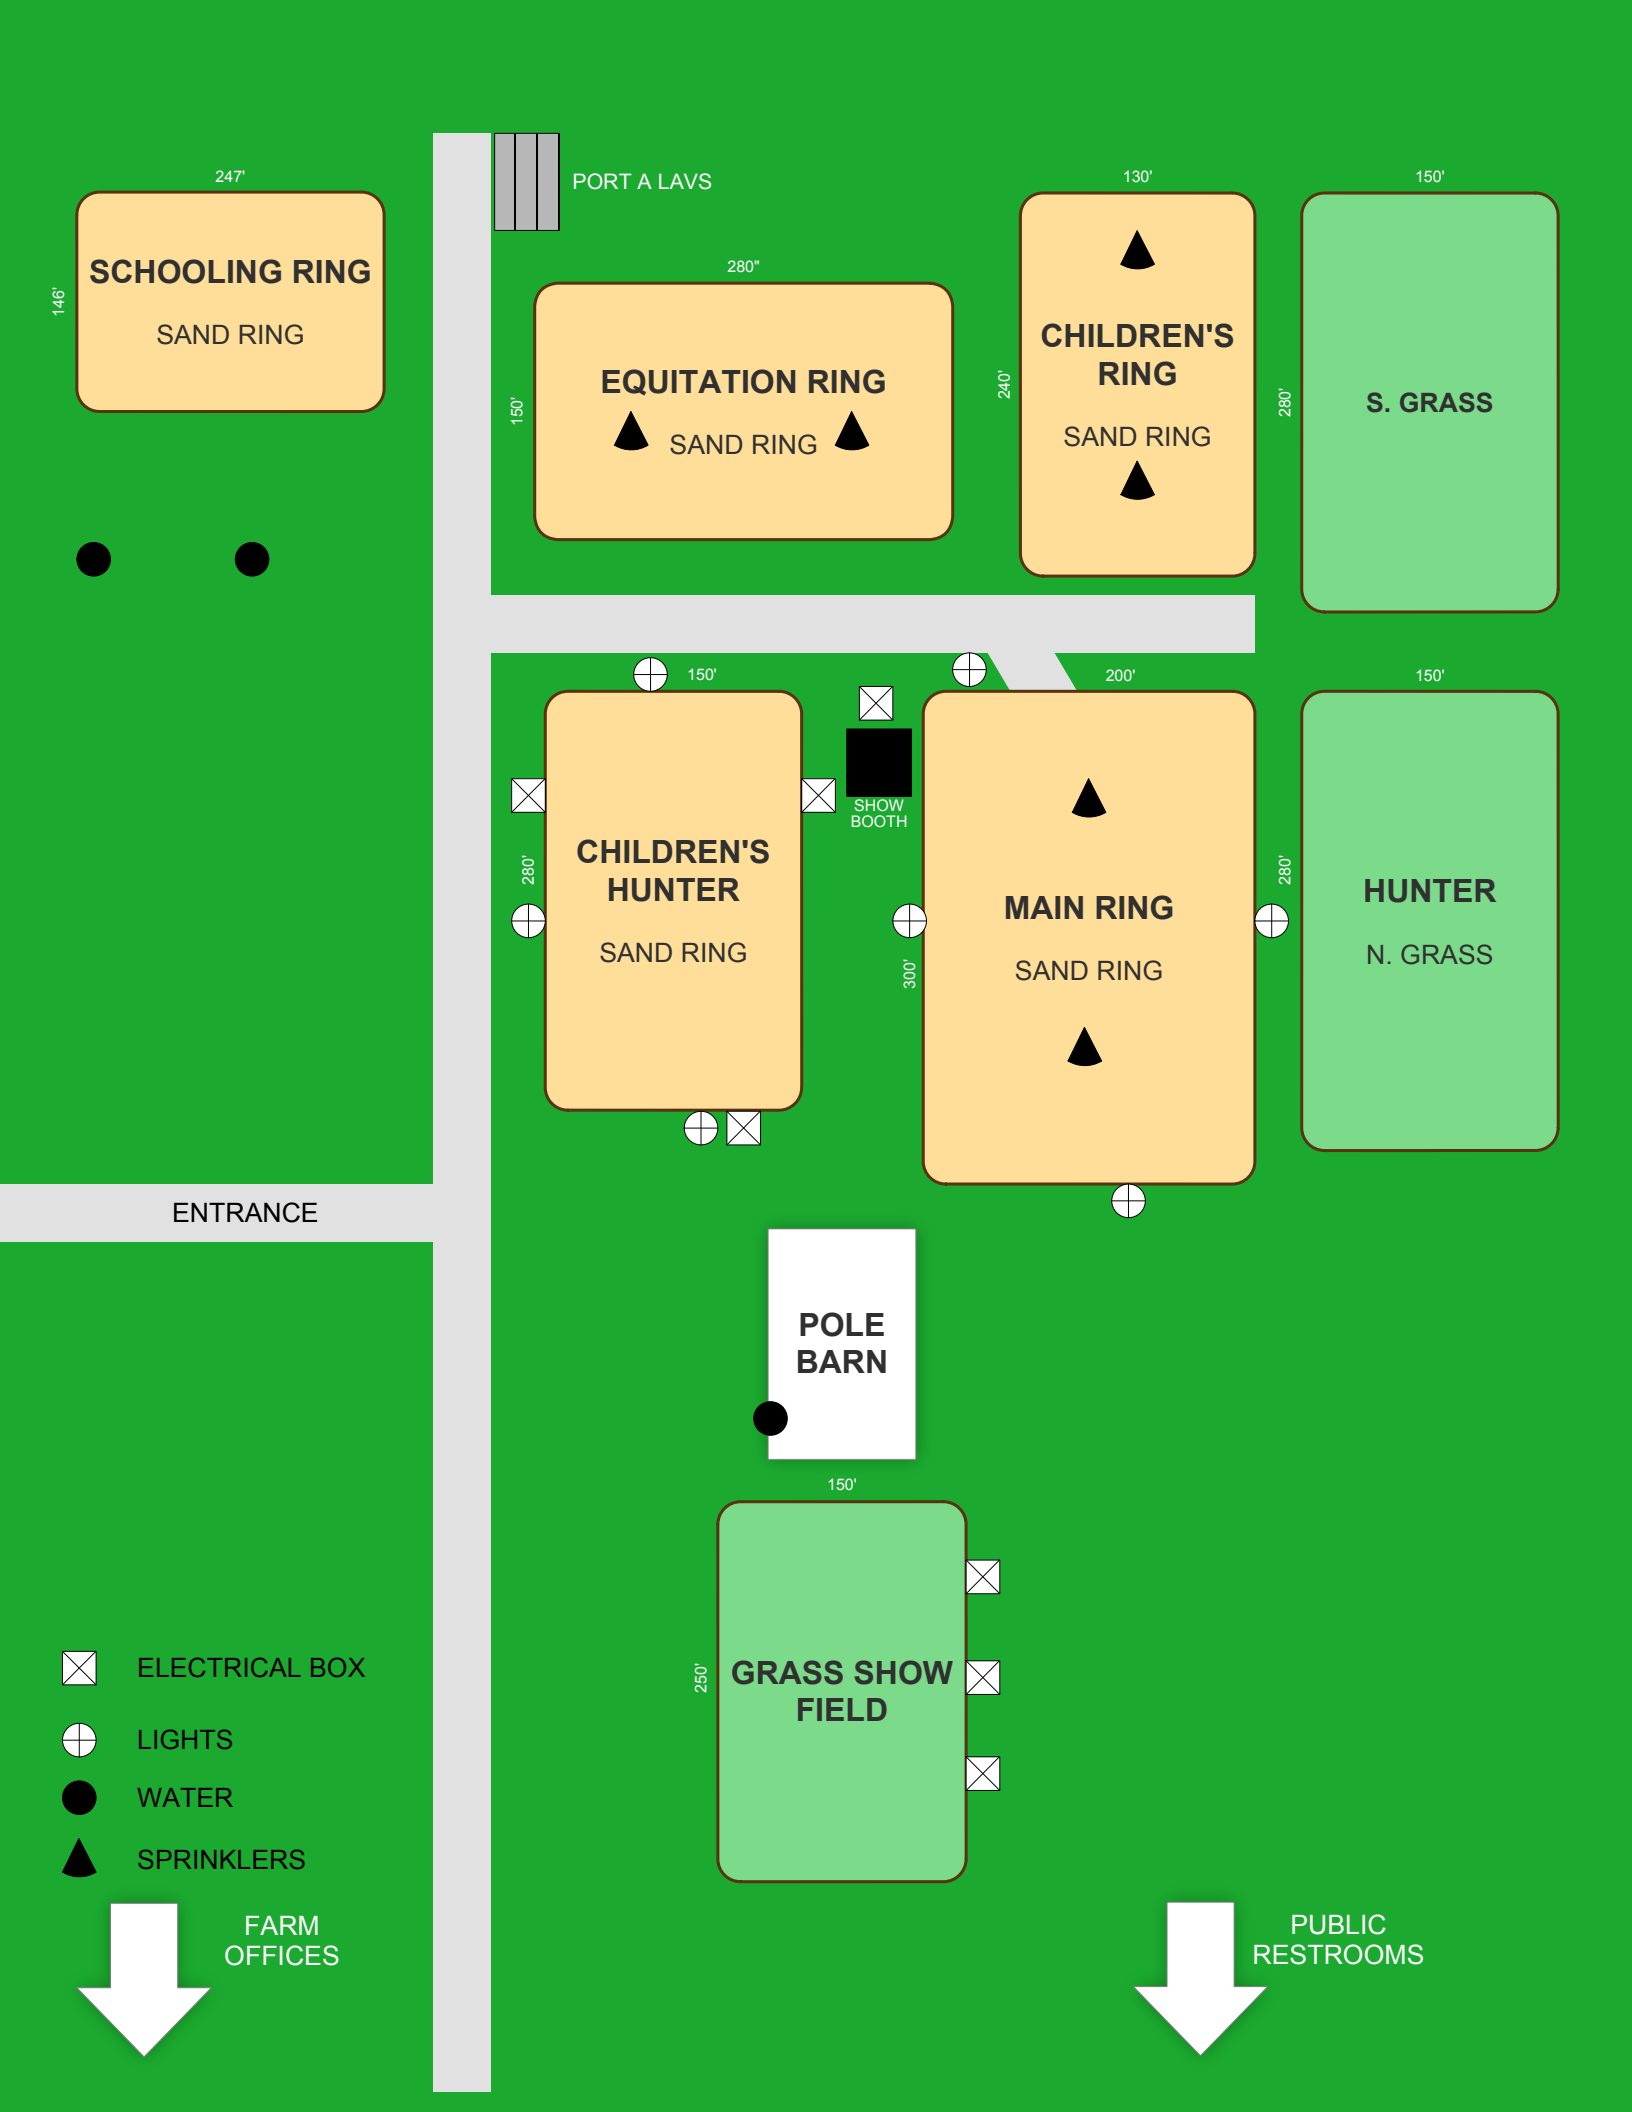 PORT A LAVS
247'
130'
150'
SCHOOLING RING
SAND RING
146'
280"
EQUITATION RING
SAND RING
150'
CHILDREN'S
RING
SAND RING
240'
S. GRASS
280'
150'
200'
150'
SHOW
BOOTH
CHILDREN'S
HUNTER
SAND RING
280'
MAIN RING
SAND RING
300'
HUNTER
N. GRASS
280'
ENTRANCE
POLE
BARN
150'
GRASS SHOW
FIELD
250'
ELECTRICAL BOX
LIGHTS
WATER
SPRINKLERS
FARM
OFFICES
PUBLIC
RESTROOMS